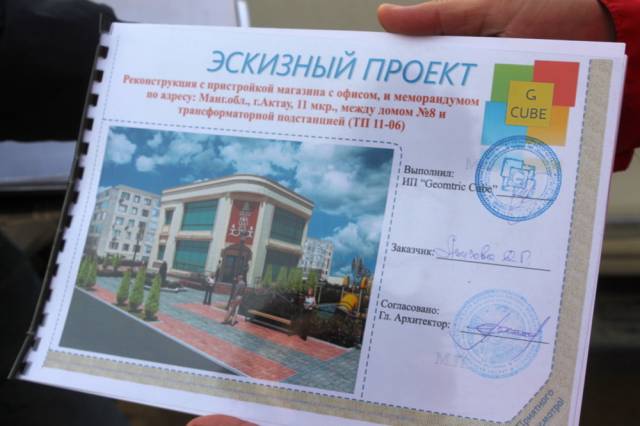 ЭСКИЗНЫЙ ПРОЕКТ
Реконструкция с пристройкой магазина с офисом, и меморандумом
по адресу: Манг.обл., г.Актау, 11 мкр., между домом №8 и
трансформаторной подстанцией (ТП 11-06)
G
CUBE
Выполнил:
ИП "Geomtric Cube"
Заказчик:
Согласовано:
Гл. Архитектор:
М.П.
Приятного